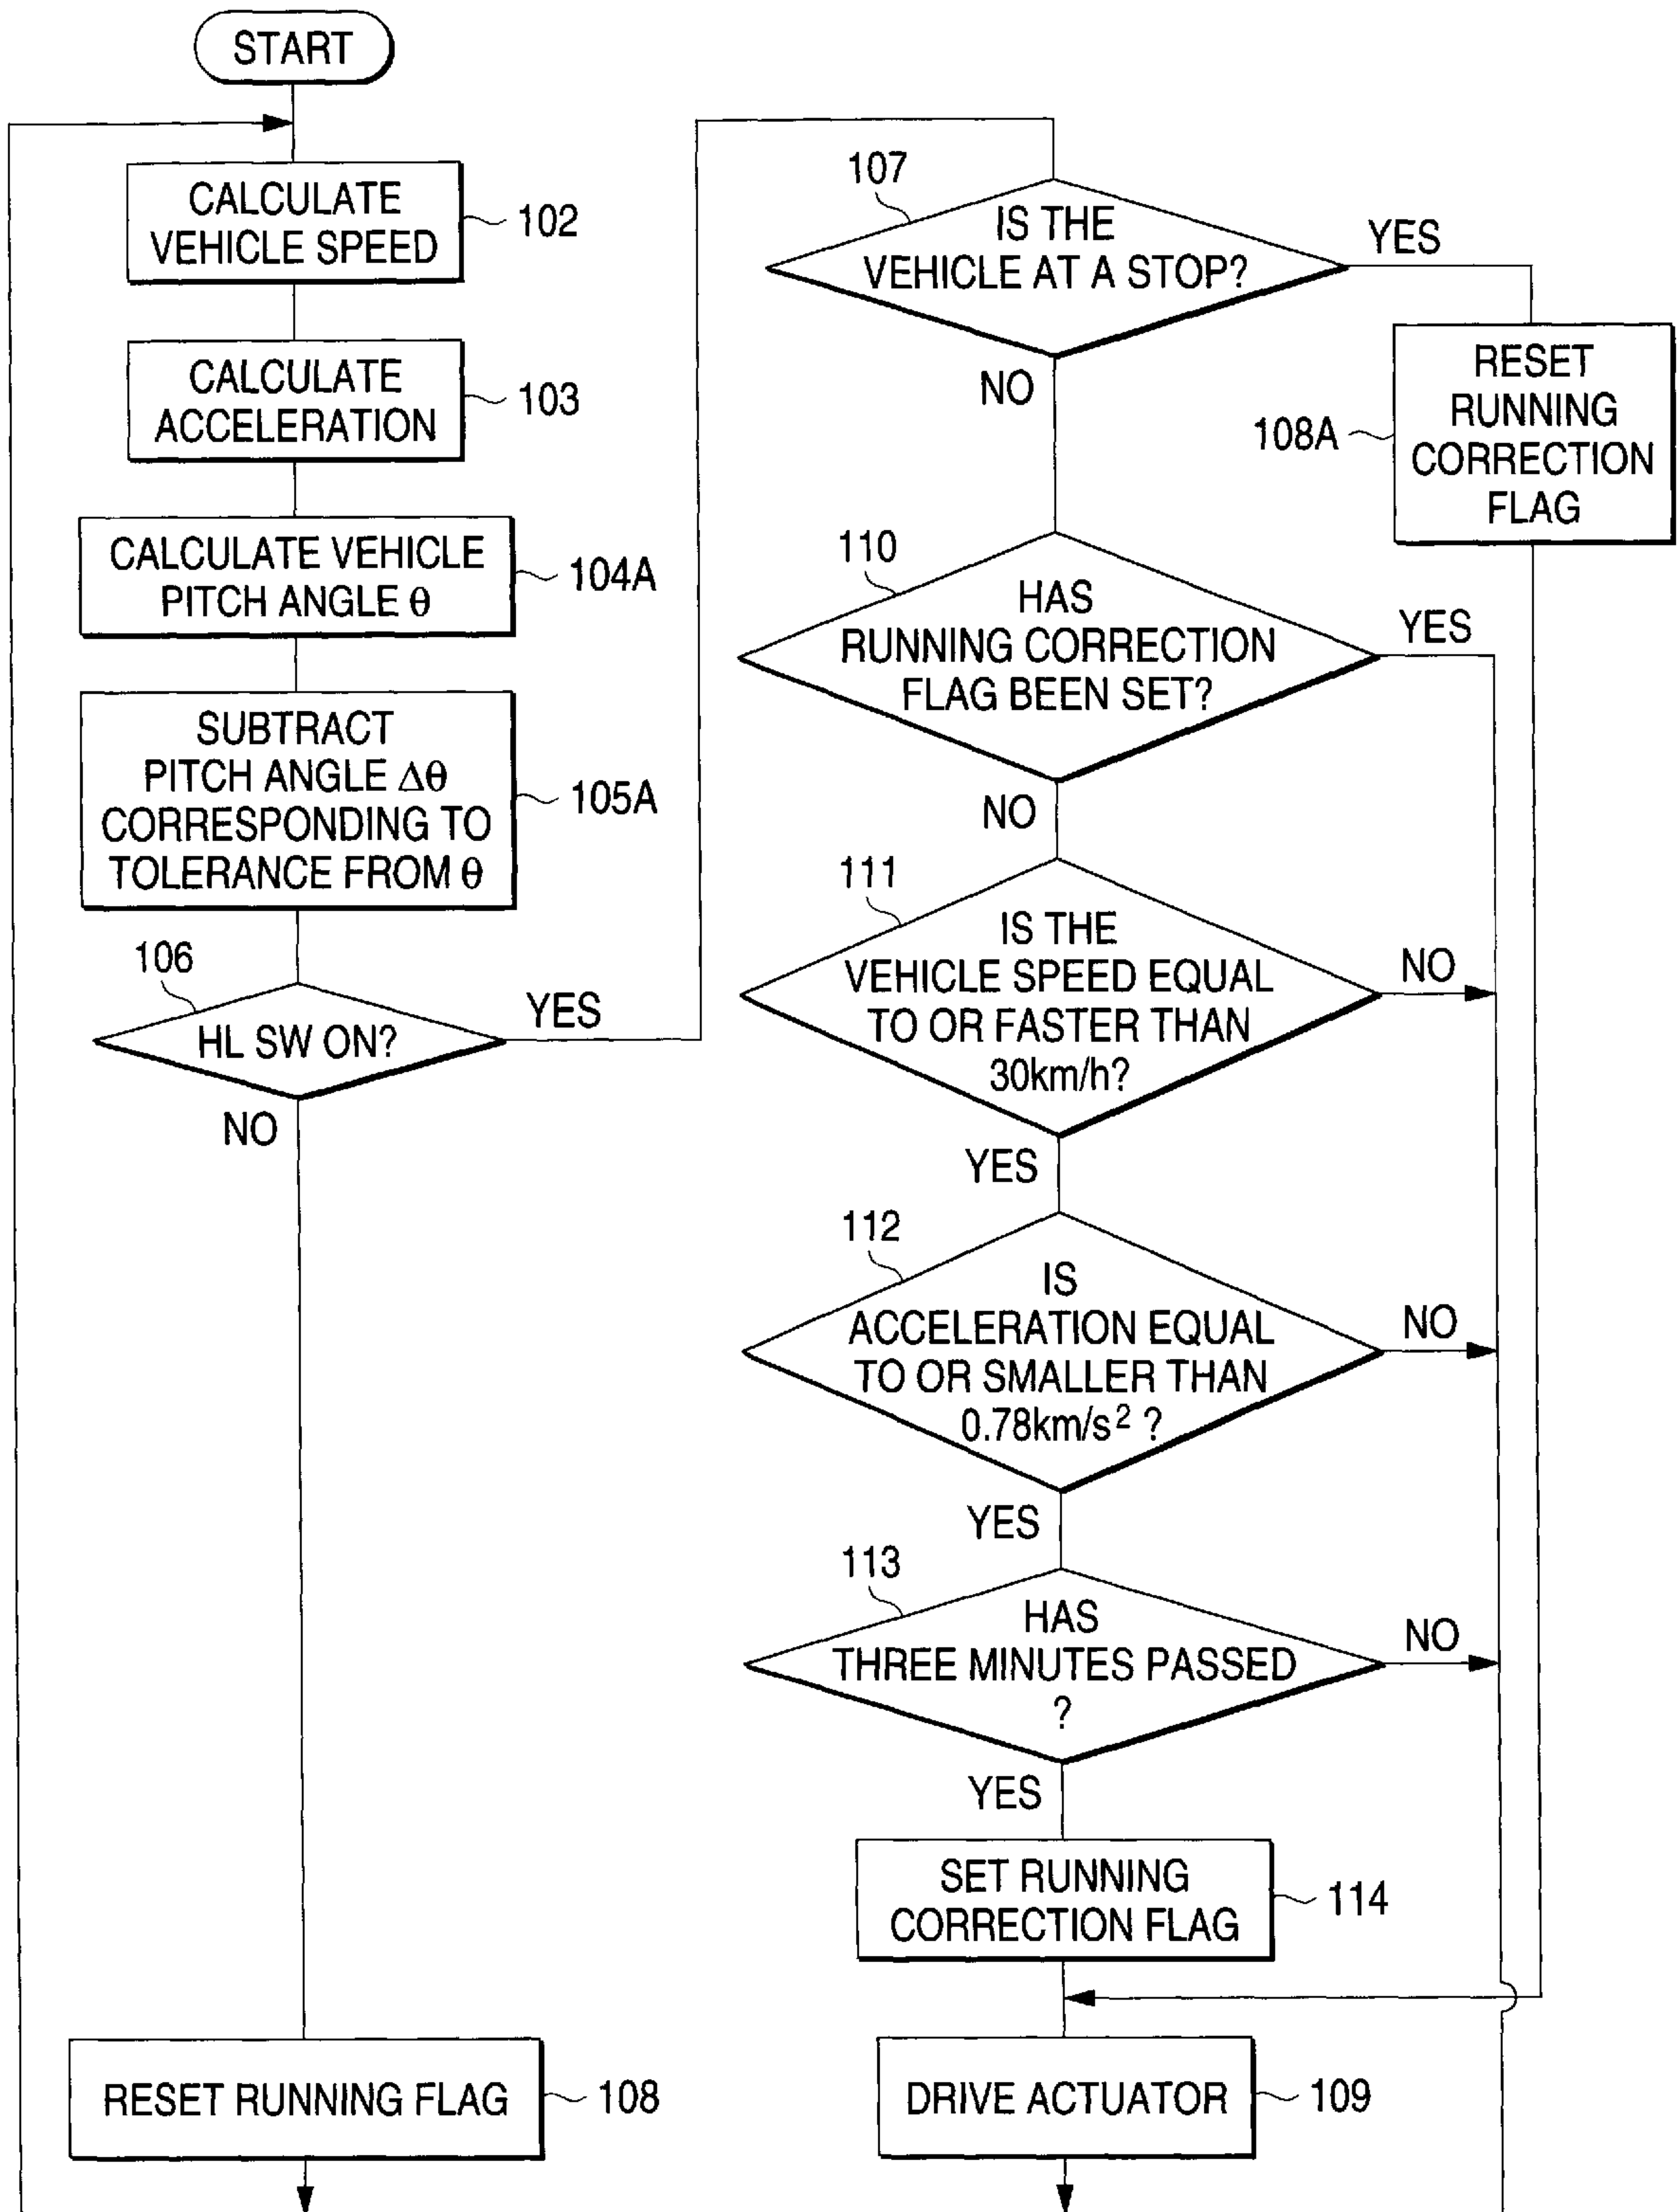 START
CALCULATE
VEHICLE SPEED
102
CALCULATE
ACCELERATION
103
CALCULATE VEHICLE
PITCH ANGLE θ
104A
SUBTRACT
PITCH ANGLE Δθ
CORRESPONDING TO
TOLERANCE FROM θ
105A
106
HL SW ON?
YES
NO
RESET RUNNING FLAG
108
107
IS THE
VEHICLE AT A STOP?
YES
NO
RESET
RUNNING
CORRECTION
FLAG
108A
110
HAS
RUNNING CORRECTION
FLAG BEEN SET?
YES
NO
111
IS THE
VEHICLE SPEED EQUAL
TO OR FASTER THAN
30km/h?
NO
YES
112
IS
ACCELERATION EQUAL
TO OR SMALLER THAN
0.78km/s² ?
NO
YES
113
HAS
THREE MINUTES PASSED
?
NO
YES
SET RUNNING
CORRECTION FLAG
114
DRIVE ACTUATOR
109